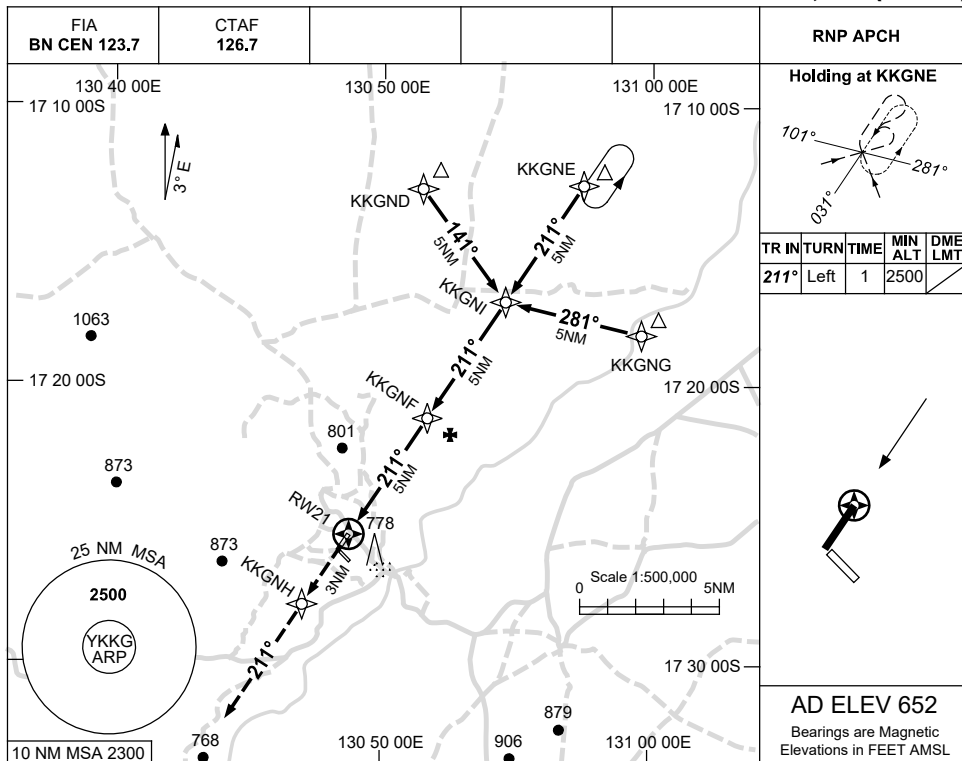 FIA
BN CEN 123.7
CTAF
126.7
RNP APCH
130 40 00E
130 50 00E
131 00 00E
17 10 00S
17 10 00S
3° E
Holding at KKGNE
101°
281°
031°
TR IN TURN TIME MIN ALT DME LMT
211° Left 1 2500
KKGND
KKGNE
141°
5NM
211°
5NM
KKGNI
281°
5NM
KKGNG
1063
211°
5NM
17 20 00S
17 20 00S
KKGNF
801
211°
5NM
873
RW21
778
873
KKGNH
3NM
25 NM MSA
2500
YKKG
ARP
Scale 1:500,000
0 5NM
211°
17 30 00S
879
768
906
10 NM MSA 2300
130 50 00E
131 00 00E
AD ELEV 652
Bearings are Magnetic
Elevations in FEET AMSL